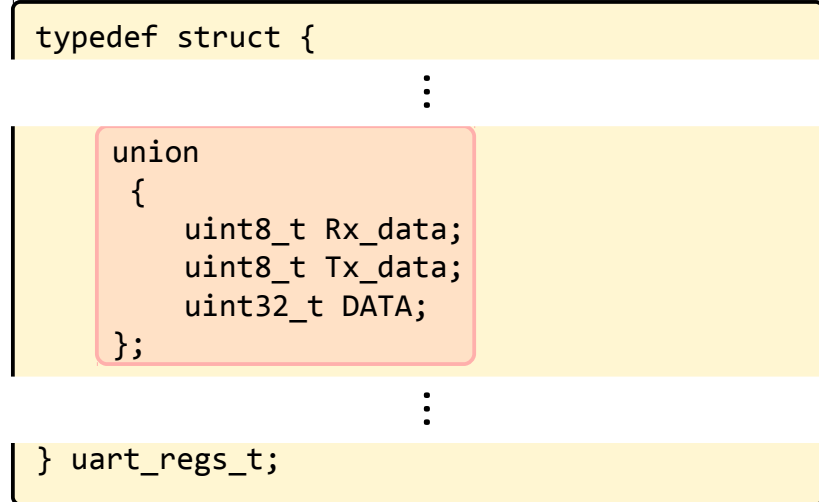 typedef struct {
⋮
union
{
uint8_t Rx_data;
uint8_t Tx_data;
uint32_t DATA;
};
⋮
} uart_regs_t;